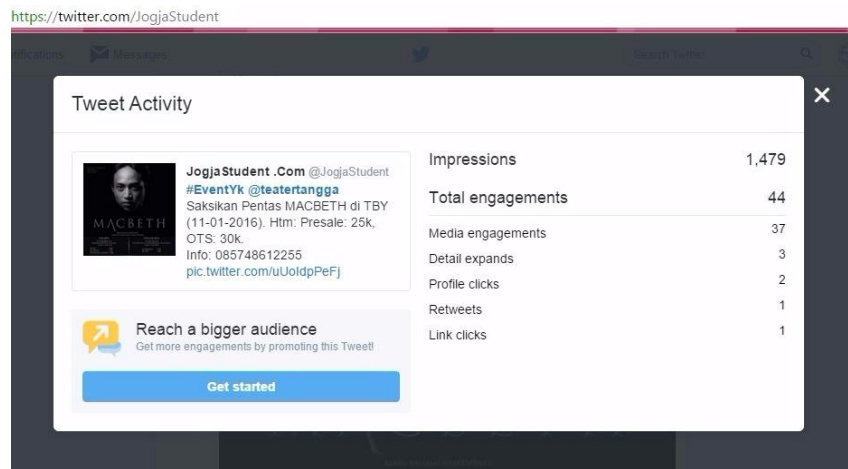 https://twitter.com/JogjaStudent
Messages
Search Twitter
Tweet Activity
JogjaStudent .Com @JogjaStudent
#EventYk @teatertangga
Saksikan Pentas MACBETH di TBY
(11-01-2016). Htm: Presale: 25k,
OTS: 30k.
Info: 085748612255
pic.twitter.com/uUoIdpPeFj
MACBETH
Reach a bigger audience
Get more engagements by promoting this Tweet!
Get started
Impressions 1,479
Total engagements 44
Media engagements 37
Detail expands 3
Profile clicks 2
Retweets 1
Link clicks 1